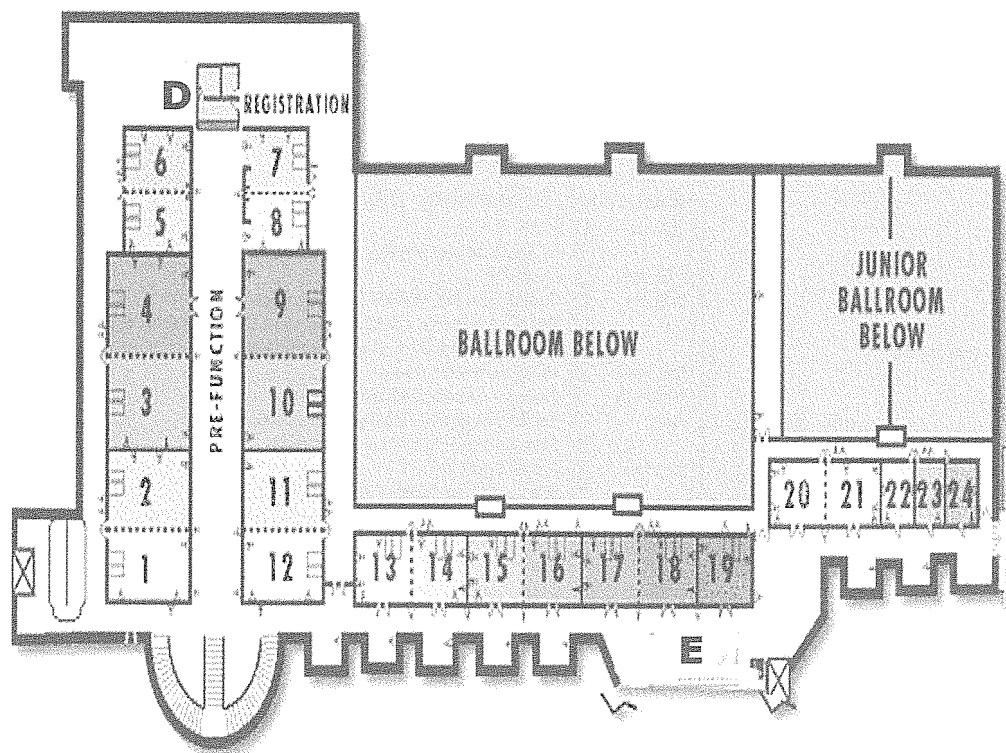 D
REGISTRATION
6
7
5
8
4
9
PRE-FUNCTION
3
10
2
11
1
12
BALLROOM BELOW
JUNIOR
BALLROOM
BELOW
20 21 22 23 24
13 14 15 16 17 18 19
E